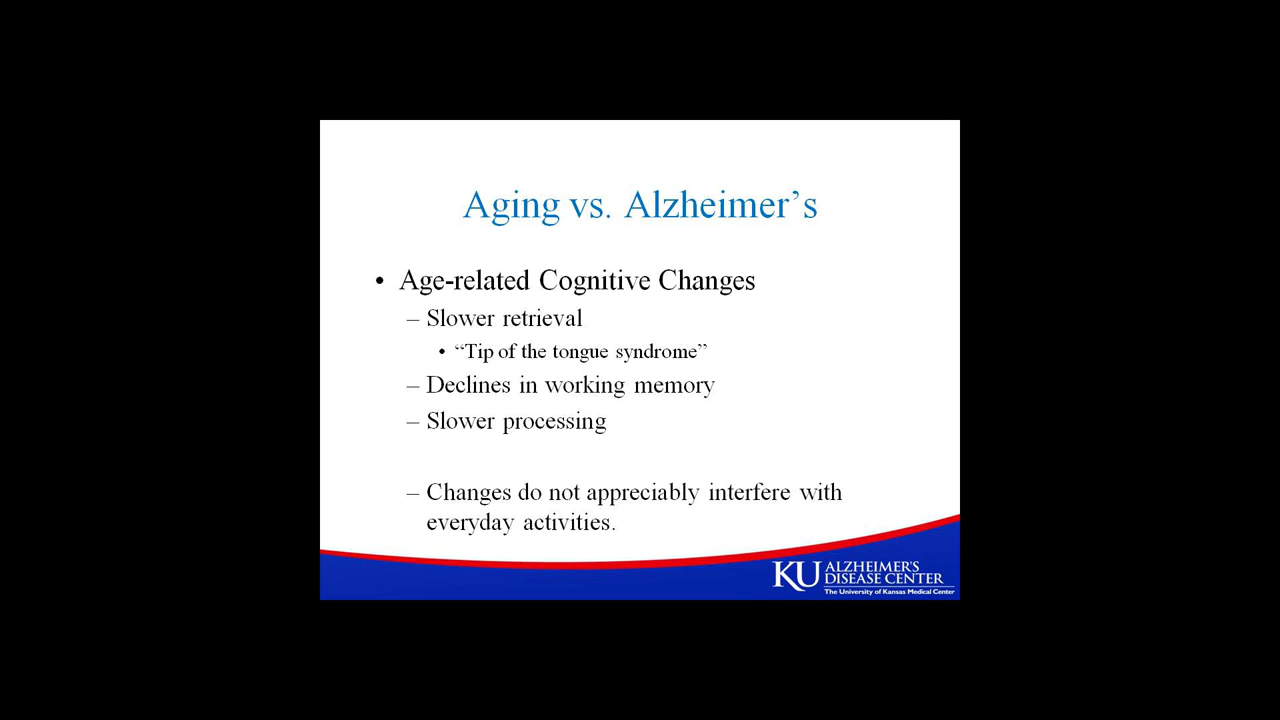 Aging vs. Alzheimer’s
• Age-related Cognitive Changes
– Slower retrieval
• “Tip of the tongue syndrome”
– Declines in working memory
– Slower processing
– Changes do not appreciably interfere with
everyday activities.
KU ALZHEIMER'S
DISEASE CENTER
The University of Kansas Medical Center